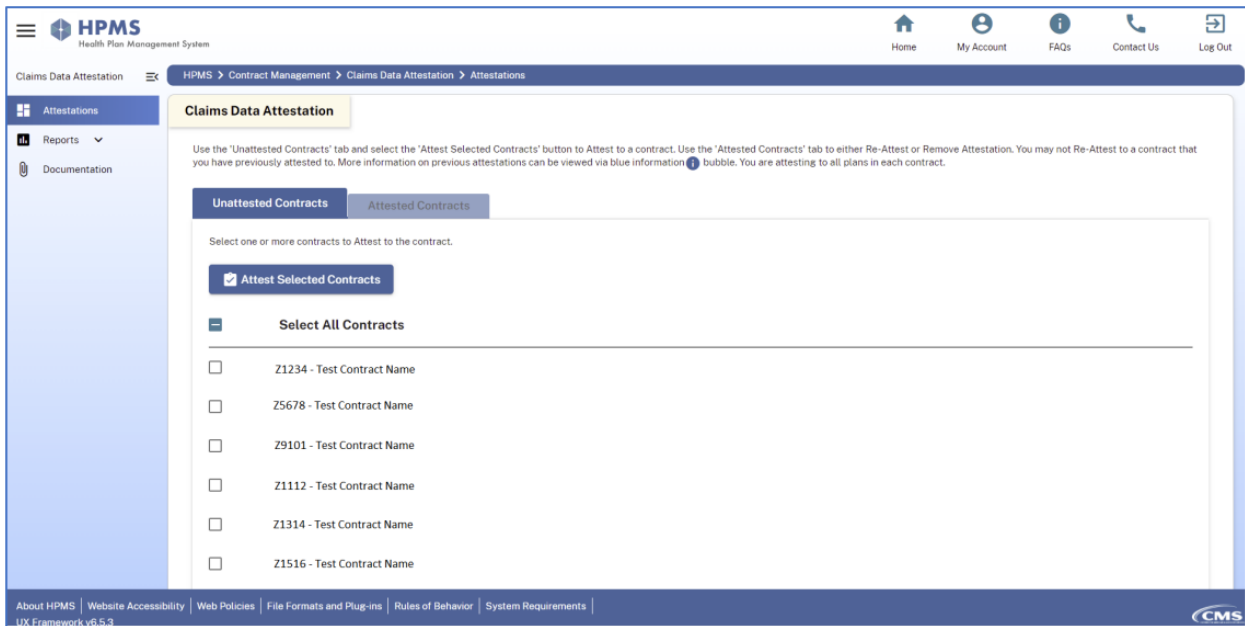 HPMS
Health Plan Management System
Home
My Account
FAQs
Contact Us
Log Out
Claims Data Attestation
HPMS > Contract Management > Claims Data Attestation > Attestations
Attestations
Reports
Documentation
Claims Data Attestation
Use the 'Unattested Contracts' tab and select the 'Attest Selected Contracts' button to Attest to a contract. Use the 'Attested Contracts' tab to either Re-Attest or Remove Attestation. You may not Re-Attest to a contract that
you have previously attested to. More information on previous attestations can be viewed via blue information i bubble. You are attesting to all plans in each contract.
Unattested Contracts
Attested Contracts
Select one or more contracts to Attest to the contract.
Attest Selected Contracts
Select All Contracts
Z1234 - Test Contract Name
Z5678 - Test Contract Name
Z9101 - Test Contract Name
Z1112 - Test Contract Name
Z1314 - Test Contract Name
Z1516 - Test Contract Name
About HPMS | Website Accessibility | Web Policies | File Formats and Plug-ins | Rules of Behavior | System Requirements |
UX Framework v6.5.3
CMS